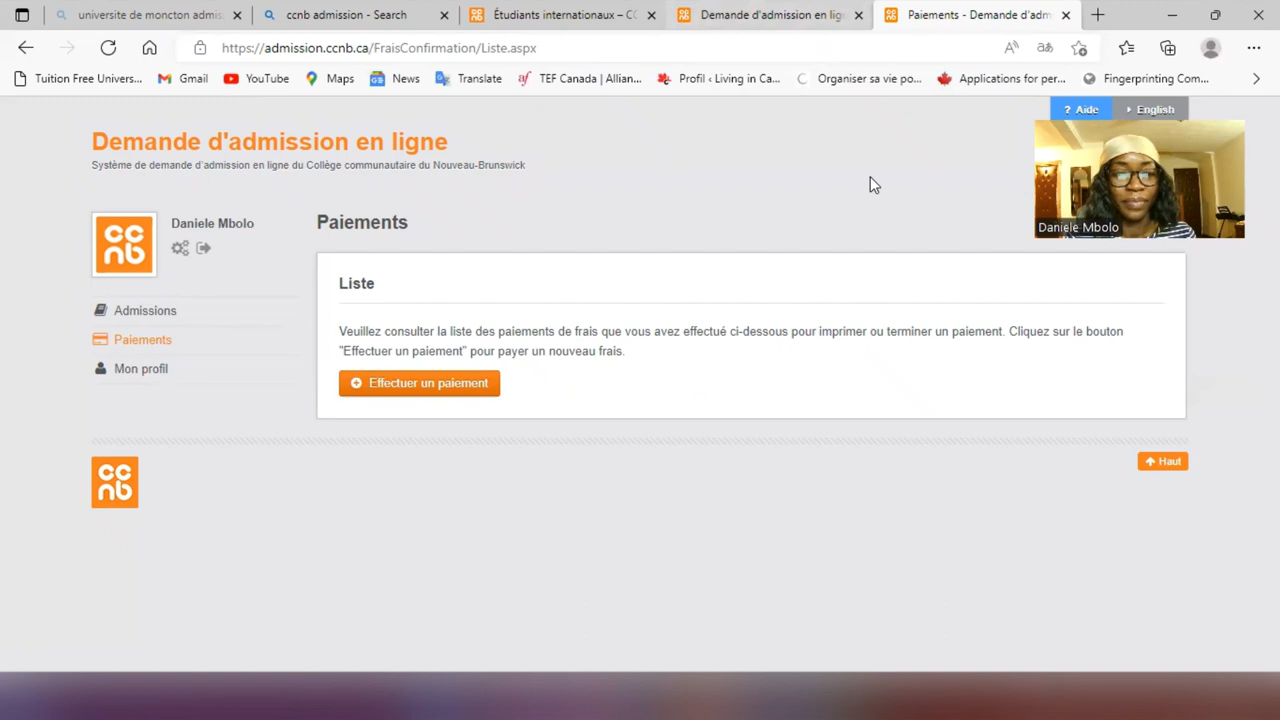 universite de moncton admis
ccnb admission - Search
Étudiants internationaux – CC
Demande d'admission en lign
Paiements - Demande d'adm
https://admission.ccnb.ca/FraisConfirmation/Liste.aspx
Tuition Free Univers...
Gmail
YouTube
Maps
News
Translate
TEF Canada | Allian...
Profil ‹ Living in Ca...
Organiser sa vie po...
Applications for per...
Fingerprinting Com...
? Aide
English
Demande d'admission en ligne
Système de demande d'admission en ligne du Collège communautaire du Nouveau-Brunswick
ccnb
Daniele Mbolo
Admissions
Paiements
Mon profil
Paiements
Liste
Veuillez consulter la liste des paiements de frais que vous avez effectué ci-dessous pour imprimer ou terminer un paiement. Cliquez sur le bouton
"Effectuer un paiement" pour payer un nouveau frais.
Effectuer un paiement
Daniele Mbolo
Haut
ccnb